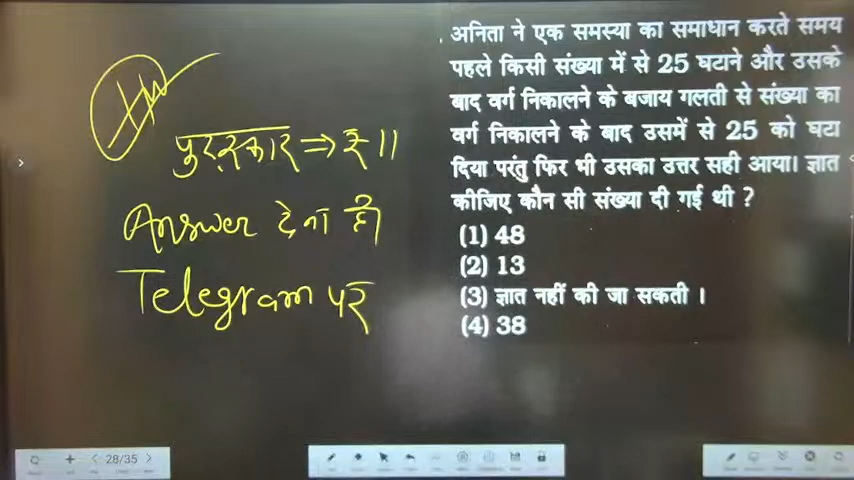 पुरस्कार ⇒ ₹ 11
Answer देना है
Telegram पर
अनिता ने एक समस्या का समाधान करते समय
पहले किसी संख्या में से 25 घटाने और उसके
बाद वर्ग निकालने के बजाय गलती से संख्या का
वर्ग निकालने के बाद उसमें से 25 को घटा
दिया परंतु फिर भी उसका उत्तर सही आया। ज्ञात
कीजिए कौन सी संख्या दी गई थी ?
(1) 48
(2) 13
(3) ज्ञात नहीं की जा सकती ।
(4) 38
28/35